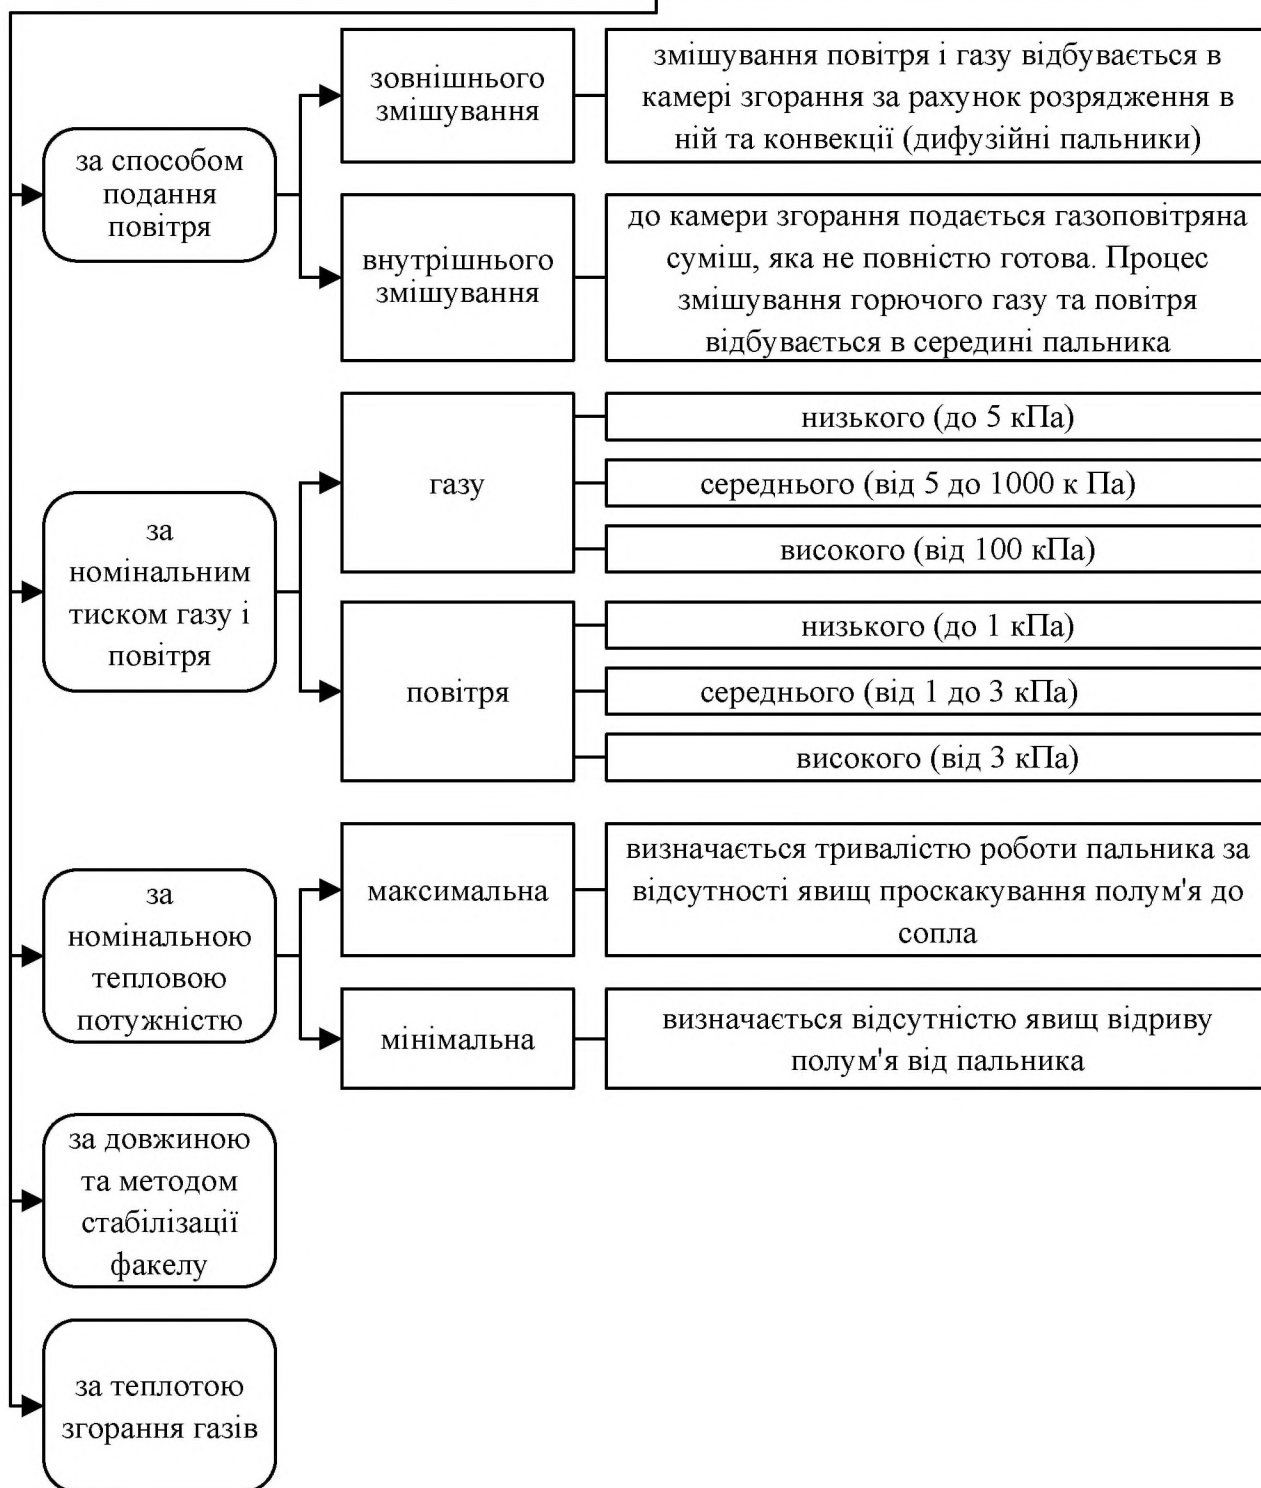 за способом
подання
повітря
зовнішнього
змішування
змішування повітря і газу відбувається в
камері згорання за рахунок розрядження в
ній та конвекції (дифузійні пальники)
внутрішнього
змішування
до камери згорання подається газоповітряна
суміш, яка не повністю готова. Процес
змішування горючого газу та повітря
відбувається в середині пальника
за
номінальним
тиском газу і
повітря
газу
низького (до 5 кПа)
середнього (від 5 до 1000 к Па)
високого (від 100 кПа)
повітря
низького (до 1 кПа)
середнього (від 1 до 3 кПа)
високого (від 3 кПа)
за
номінальною
тепловою
потужністю
максимальна
визначається тривалістю роботи пальника за
відсутності явищ проскакування полум'я до
сопла
мінімальна
визначається відсутністю явищ відриву
полум'я від пальника
за довжиною
та методом
стабілізації
факелу
за теплотою
згорання газів